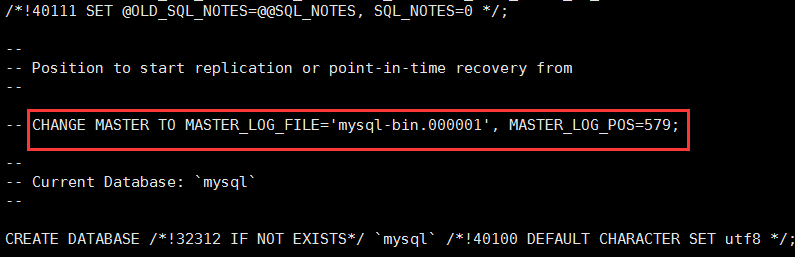 /*!40111 SET @OLD_SQL_NOTES=@@SQL_NOTES, SQL_NOTES=0 */;
--
-- Position to start replication or point-in-time recovery from
--
-- CHANGE MASTER TO MASTER_LOG_FILE='mysql-bin.000001', MASTER_LOG_POS=579;
--
-- Current Database: `mysql`
--
CREATE DATABASE /*!32312 IF NOT EXISTS*/ `mysql` /*!40100 DEFAULT CHARACTER SET utf8 */;